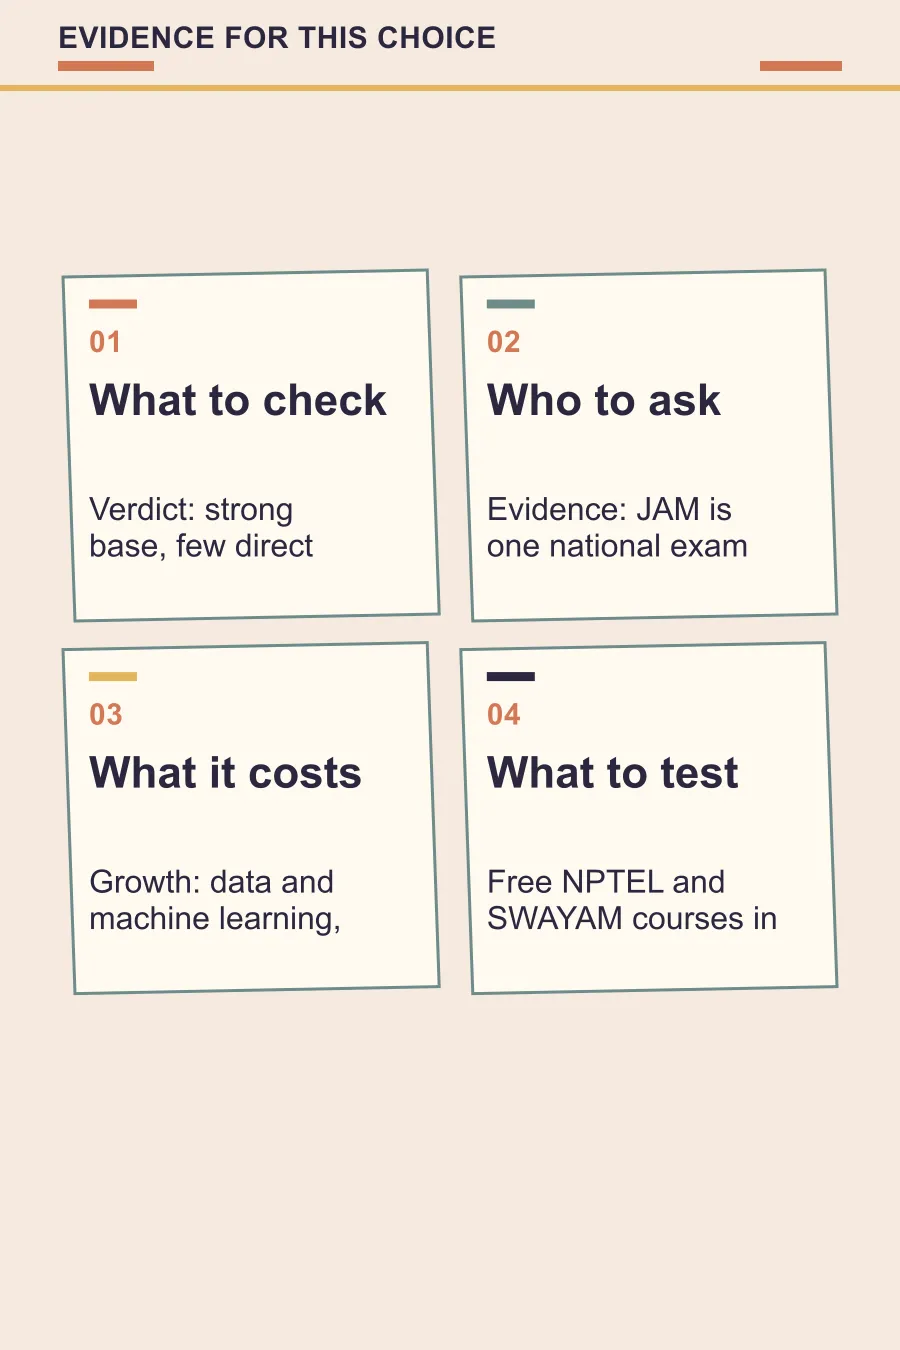 EVIDENCE FOR THIS CHOICE
01
What to check
Verdict: strong
base, few direct
02
Who to ask
Evidence: JAM is
one national exam
03
What it costs
Growth: data and
machine learning,
04
What to test
Free NPTEL and
SWAYAM courses in